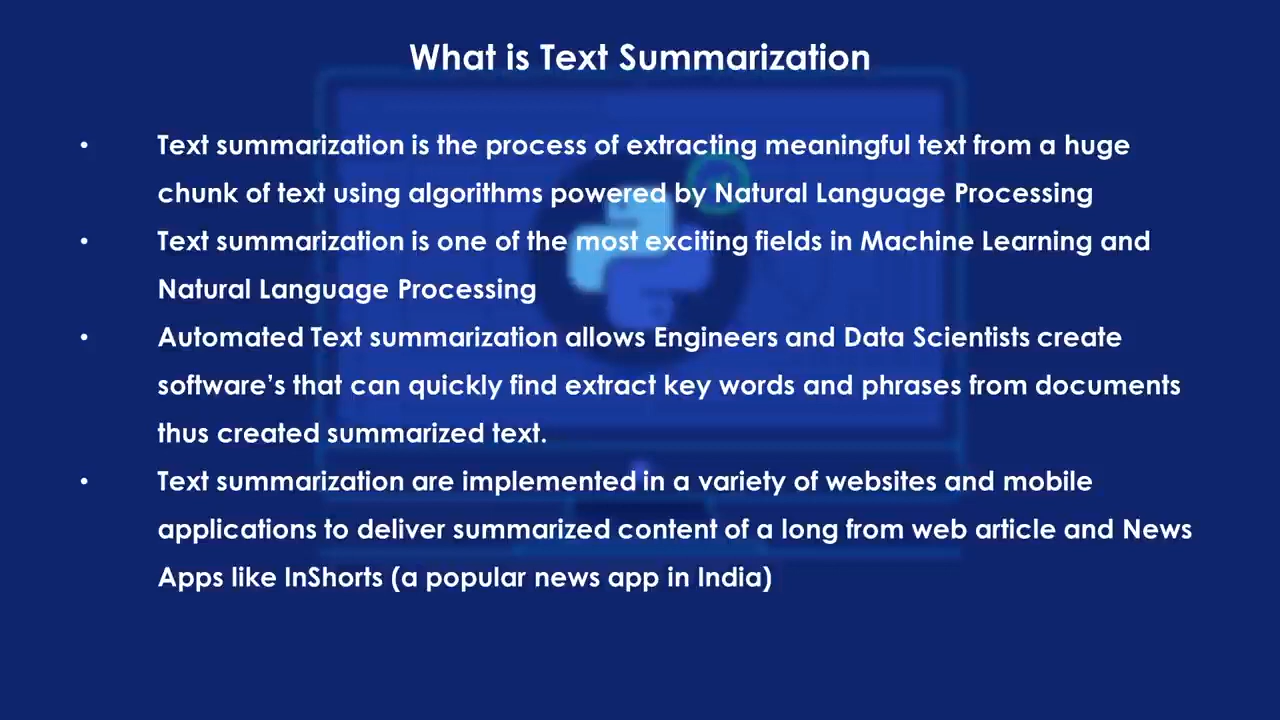 What is Text Summarization
• Text summarization is the process of extracting meaningful text from a huge
chunk of text using algorithms powered by Natural Language Processing
• Text summarization is one of the most exciting fields in Machine Learning and
Natural Language Processing
• Automated Text summarization allows Engineers and Data Scientists create
software’s that can quickly find extract key words and phrases from documents
thus created summarized text.
• Text summarization are implemented in a variety of websites and mobile
applications to deliver summarized content of a long from web article and News
Apps like InShorts (a popular news app in India)